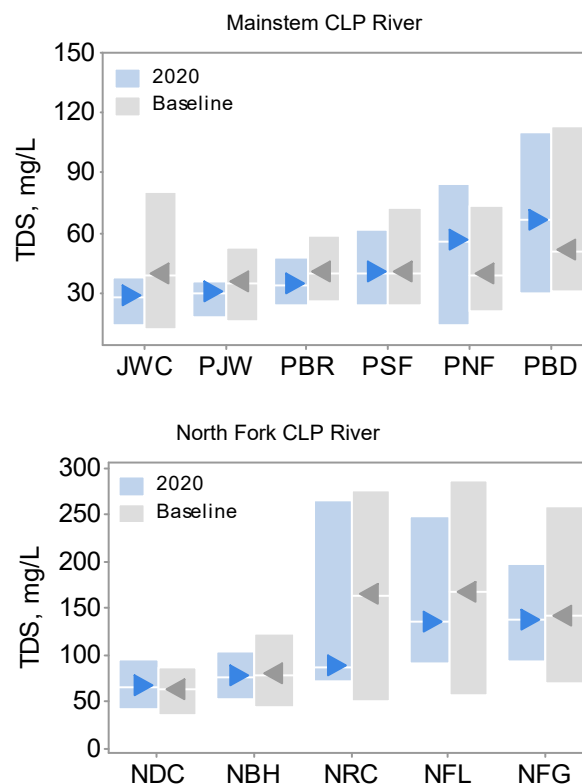 Mainstem CLP River
150
120
90
60
30
TDS, mg/L
2020
Baseline
JWC PJW PBR PSF PNF PBD
North Fork CLP River
300
250
200
150
100
50
0
TDS, mg/L
2020
Baseline
NDC NBH NRC NFL NFG